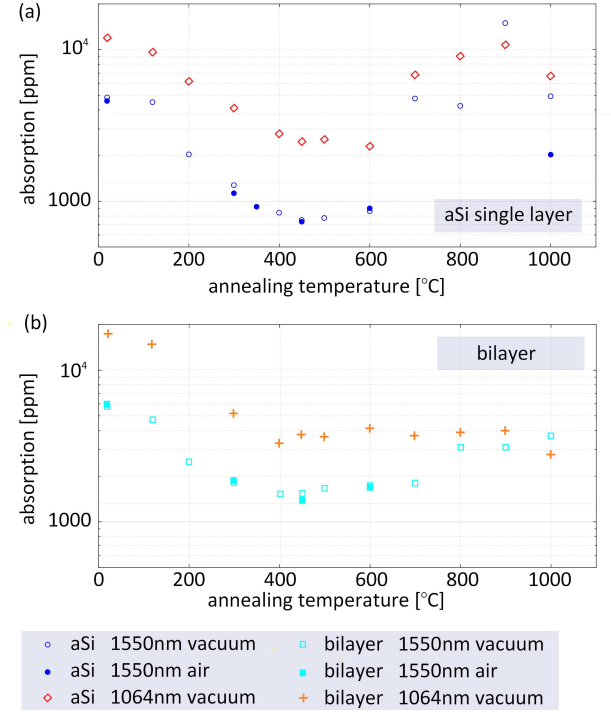 (a)
absorption [ppm]
10^4
1000
aSi single layer
0 200 400 600 800 1000
annealing temperature [°C]
(b)
absorption [ppm]
10^4
1000
bilayer
0 200 400 600 800 1000
annealing temperature [°C]
aSi 1550nm vacuum
bilayer 1550nm vacuum
aSi 1550nm air
bilayer 1550nm air
aSi 1064nm vacuum
bilayer 1064nm vacuum